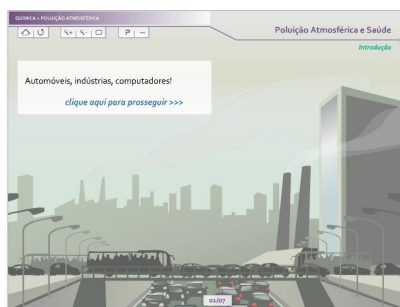 QUÍMICA > POLUIÇÃO ATMOSFÉRICA
Poluição Atmosférica e Saúde
Introdução
Automóveis, indústrias, computadores!
clique aqui para prosseguir >>>
01/07